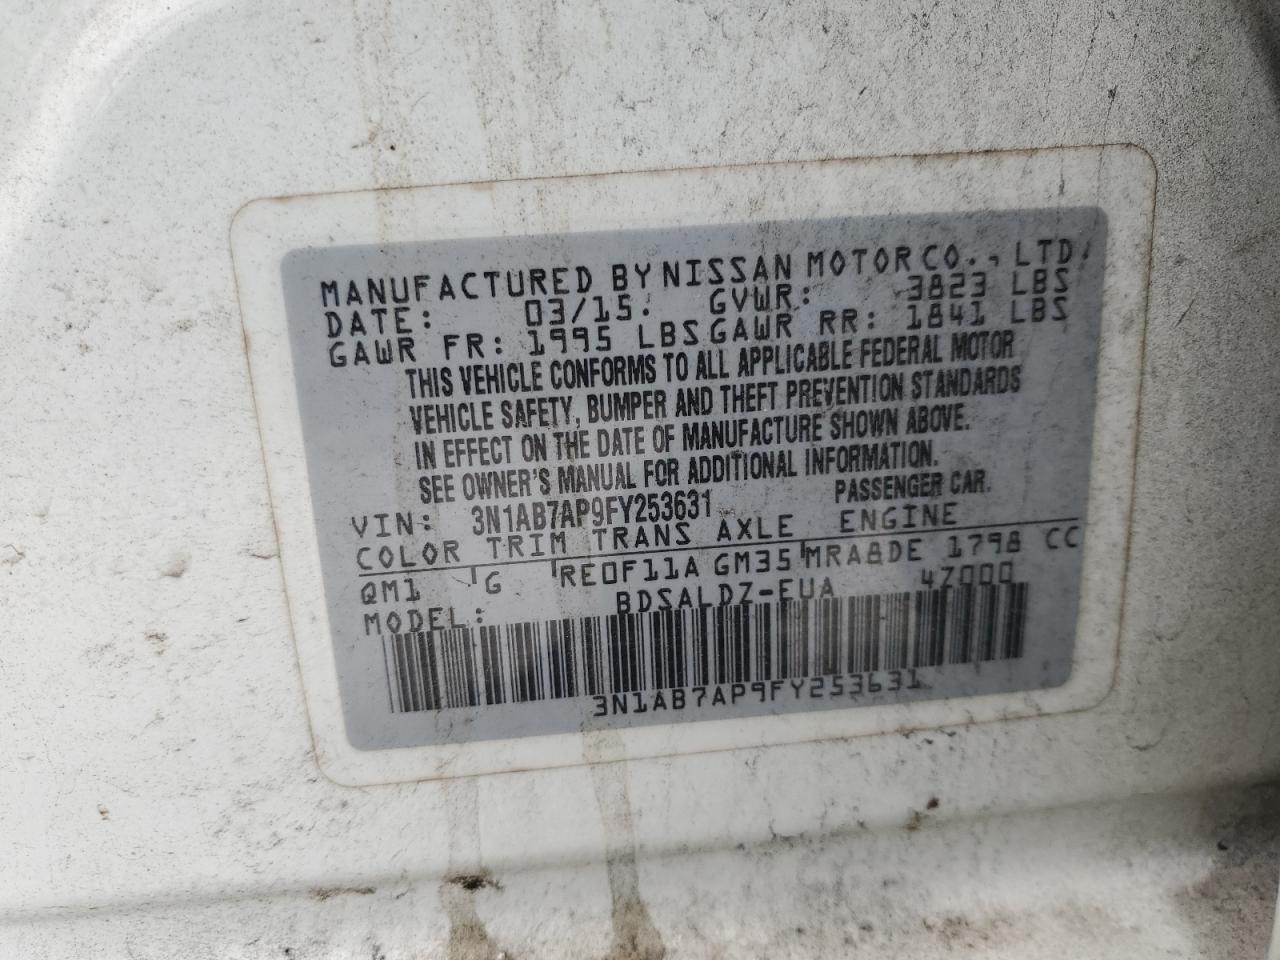 MANUFACTURED BY NISSAN MOTOR CO., LTD.
DATE: 03/15. GVWR: 3823 LBS
GAWR FR: 1995 LBS GAWR RR: 1841 LBS
THIS VEHICLE CONFORMS TO ALL APPLICABLE FEDERAL MOTOR
VEHICLE SAFETY, BUMPER AND THEFT PREVENTION STANDARDS
IN EFFECT ON THE DATE OF MANUFACTURE SHOWN ABOVE.
SEE OWNER'S MANUAL FOR ADDITIONAL INFORMATION.
VIN: 3N1AB7AP9FY253631 PASSENGER CAR.
COLOR TRIM TRANS AXLE ENGINE
QM1 G RE0F11A GM35 MRA8DE 1798 CC
MODEL: BDSALDZ-EUA 4Z000
3N1AB7AP9FY253631